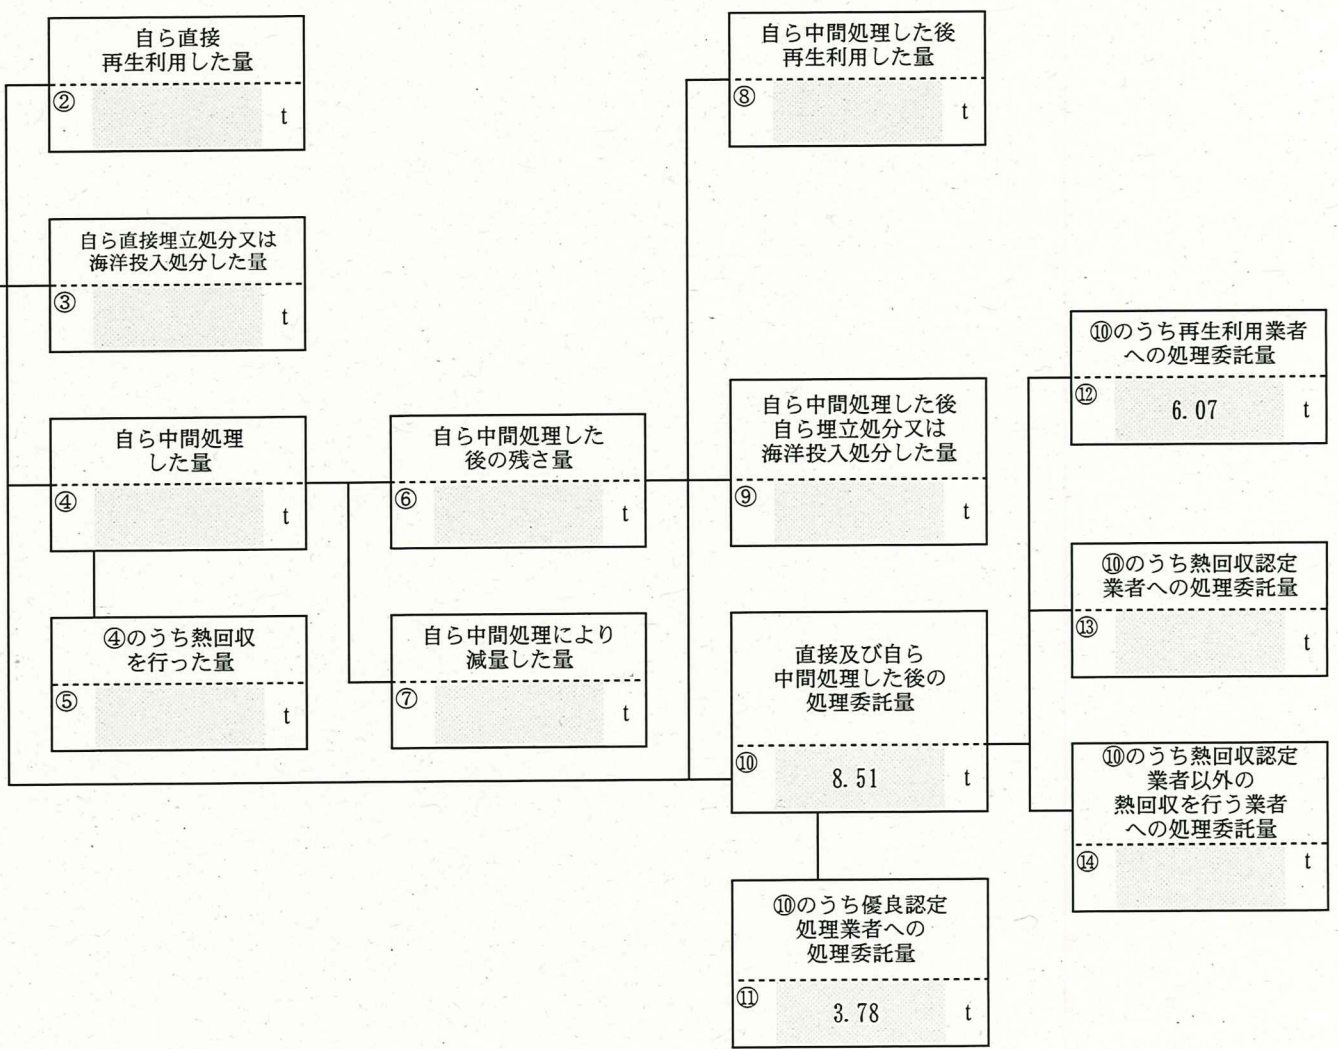 自ら直接
再生利用した量
②
t
自ら直接埋立処分又は
海洋投入処分した量
③
t
自ら中間処理
した量
④
t
④のうち熱回収
を行った量
⑤
t
自ら中間処理した
後の残さ量
⑥
t
自ら中間処理により
減量した量
⑦
t
自ら中間処理した後
再生利用した量
⑧
t
自ら中間処理した後
自ら埋立処分又は
海洋投入処分した量
⑨
t
直接及び自ら
中間処理した後の
処理委託量
⑩ 8.51 t
⑩のうち優良認定
処理業者への
処理委託量
⑪ 3.78 t
⑩のうち再生利用業者
への処理委託量
⑫ 6.07 t
⑩のうち熱回収認定
業者への処理委託量
⑬
t
⑩のうち熱回収認定
業者以外の
熱回収を行う業者
への処理委託量
⑭
t